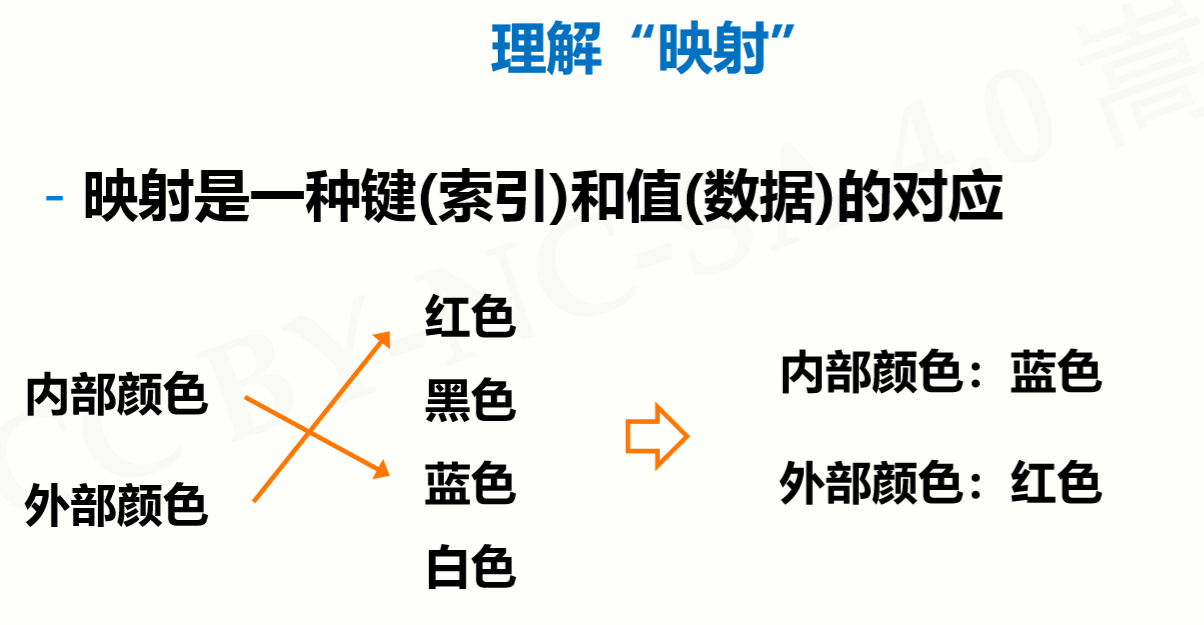 理解“映射”
- 映射是一种键(索引)和值(数据)的对应
内部颜色
外部颜色
红色
黑色
蓝色
白色
内部颜色：蓝色
外部颜色：红色
CC BY-NC-SA 4.0 嵩